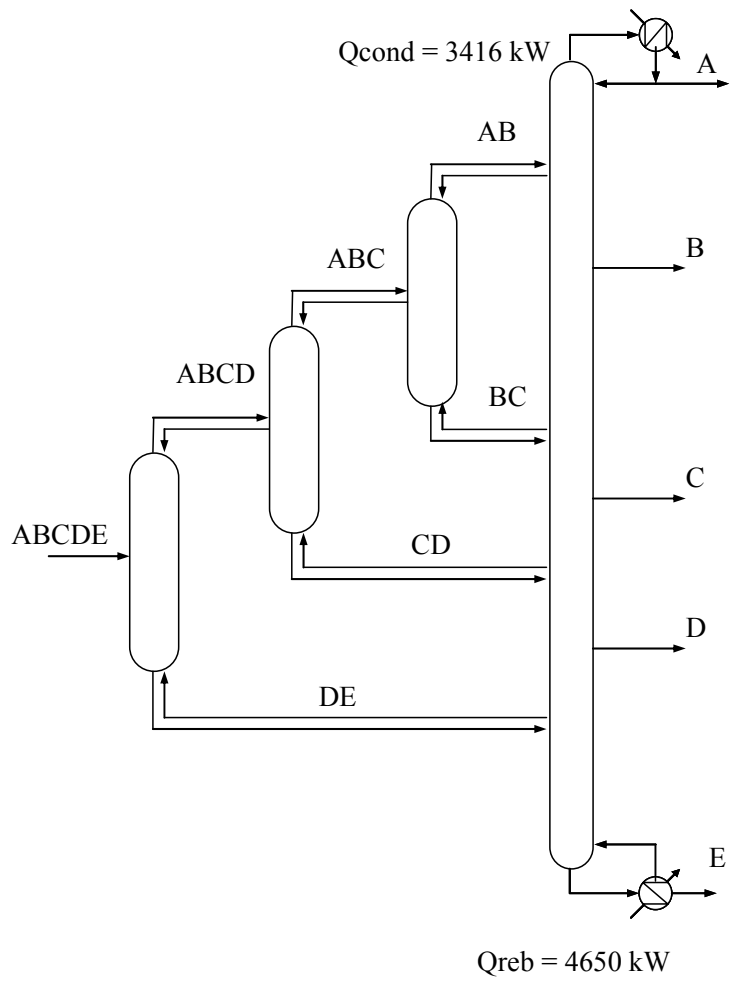 Qcond = 3416 kW
A
AB
B
ABC
ABCD
BC
C
ABCDE
CD
D
DE
E
Qreb = 4650 kW